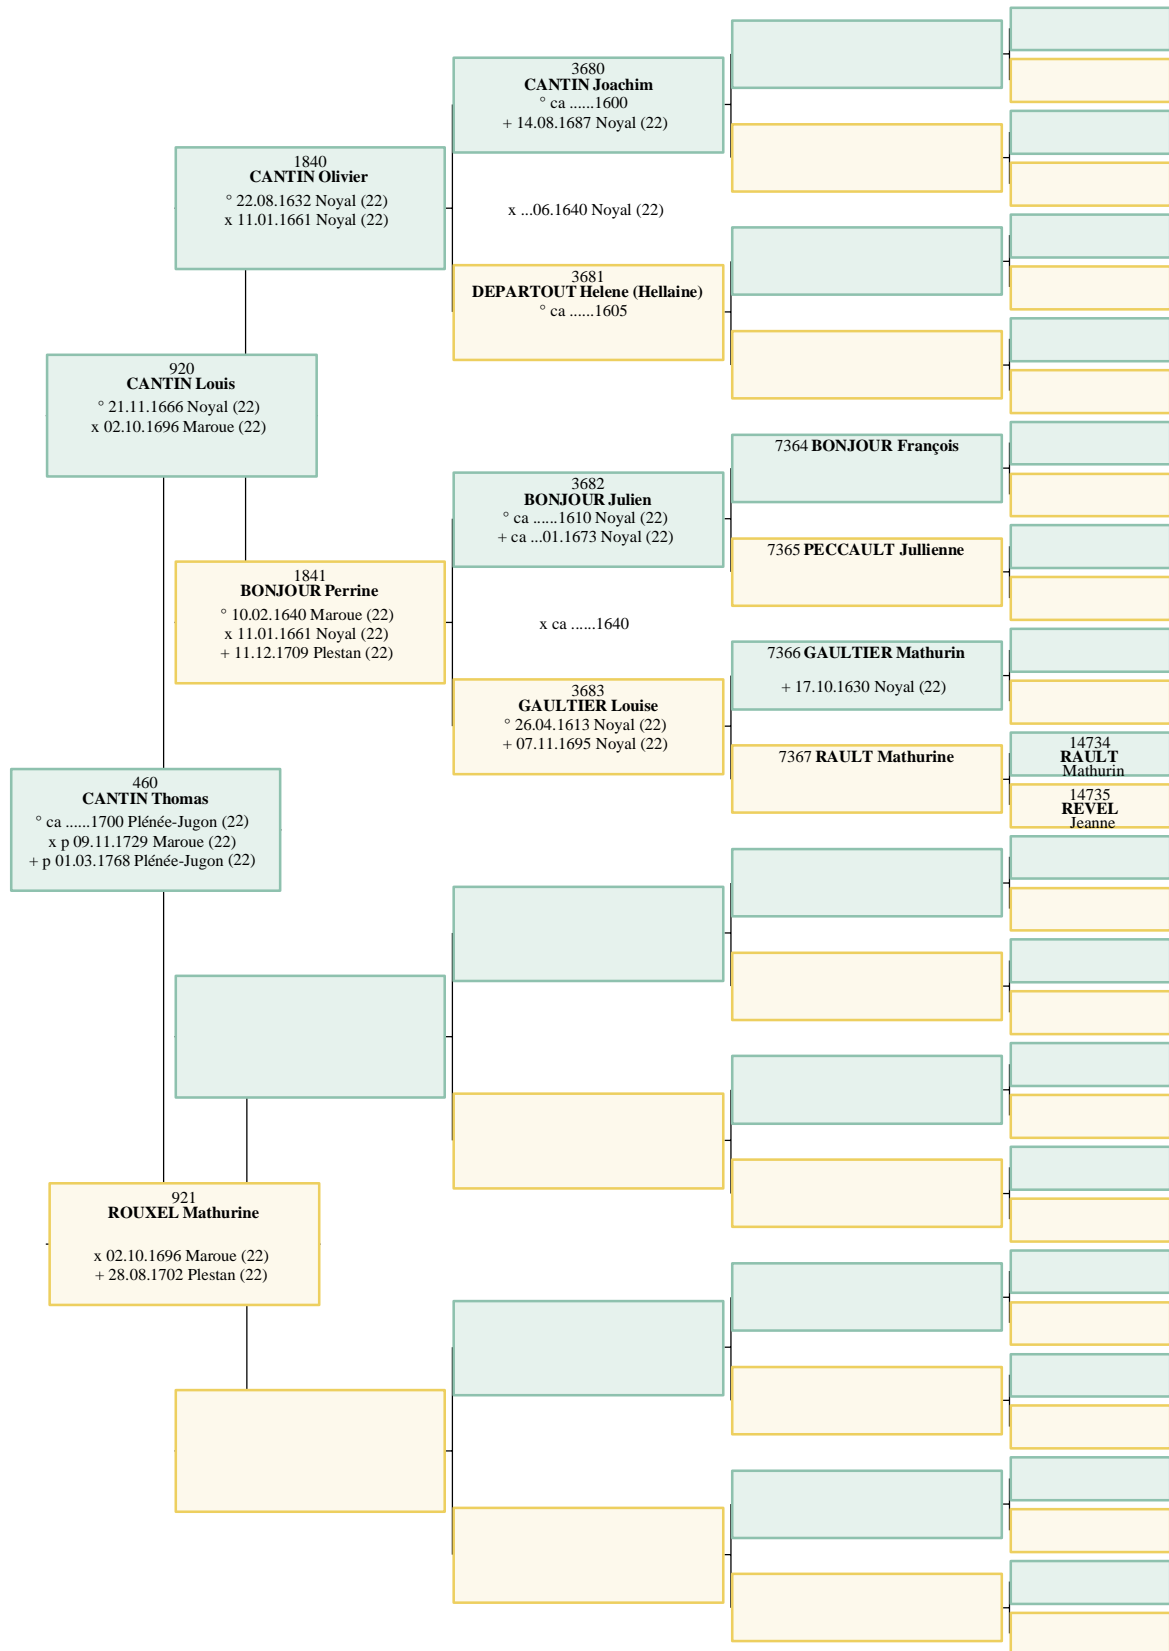 3680
CANTIN Joachim
° ca ......1600
+ 14.08.1687 Noyal (22)
1840
CANTIN Olivier
° 22.08.1632 Noyal (22)
x 11.01.1661 Noyal (22)
x ...06.1640 Noyal (22)
3681
DEPARTOUT Helene (Hellaine)
° ca ......1605
920
CANTIN Louis
° 21.11.1666 Noyal (22)
x 02.10.1696 Maroue (22)
7364 BONJOUR François
3682
BONJOUR Julien
° ca ......1610 Noyal (22)
+ ca ...01.1673 Noyal (22)
7365 PECCAULT Jullienne
1841
BONJOUR Perrine
° 10.02.1640 Maroue (22)
x 11.01.1661 Noyal (22)
+ 11.12.1709 Plestan (22)
x ca ......1640
7366 GAULTIER Mathurin
+ 17.10.1630 Noyal (22)
3683
GAULTIER Louise
° 26.04.1613 Noyal (22)
+ 07.11.1695 Noyal (22)
7367 RAULT Mathurine
14734
RAULT
Mathurin
14735
REVEL
Jeanne
460
CANTIN Thomas
° ca ......1700 Plénée-Jugon (22)
x p 09.11.1729 Maroue (22)
+ p 01.03.1768 Plénée-Jugon (22)
921
ROUXEL Mathurine
x 02.10.1696 Maroue (22)
+ 28.08.1702 Plestan (22)